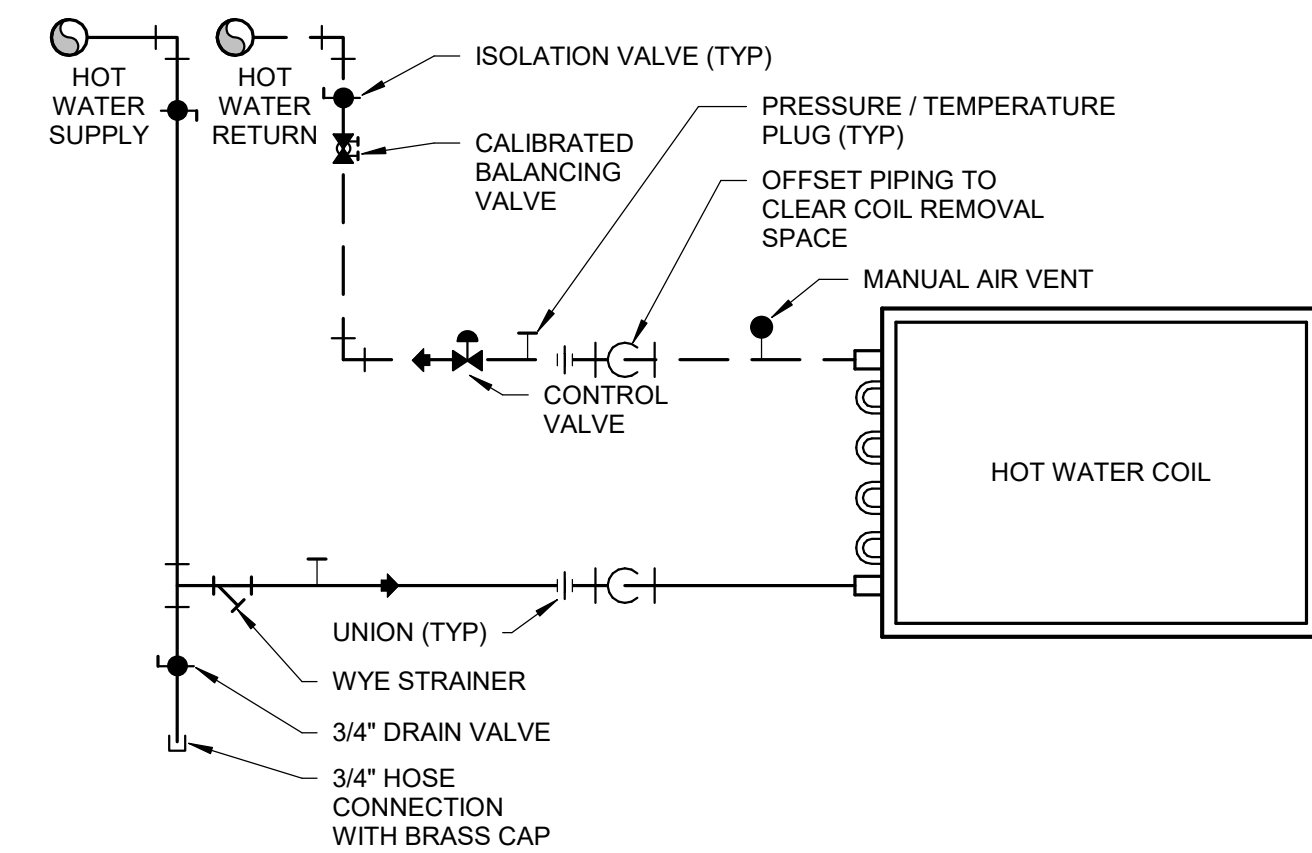 HOT
WATER
SUPPLY
HOT
WATER
RETURN
ISOLATION VALVE (TYP)
CALIBRATED
BALANCING
VALVE
PRESSURE / TEMPERATURE
PLUG (TYP)
OFFSET PIPING TO
CLEAR COIL REMOVAL
SPACE
MANUAL AIR VENT
CONTROL
VALVE
HOT WATER COIL
UNION (TYP)
WYE STRAINER
3/4" DRAIN VALVE
3/4" HOSE
CONNECTION
WITH BRASS CAP